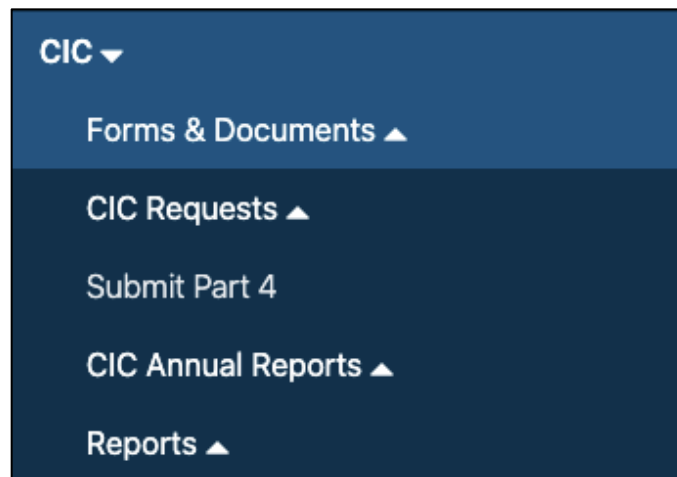 CIC
Forms & Documents
CIC Requests
Submit Part 4
CIC Annual Reports
Reports